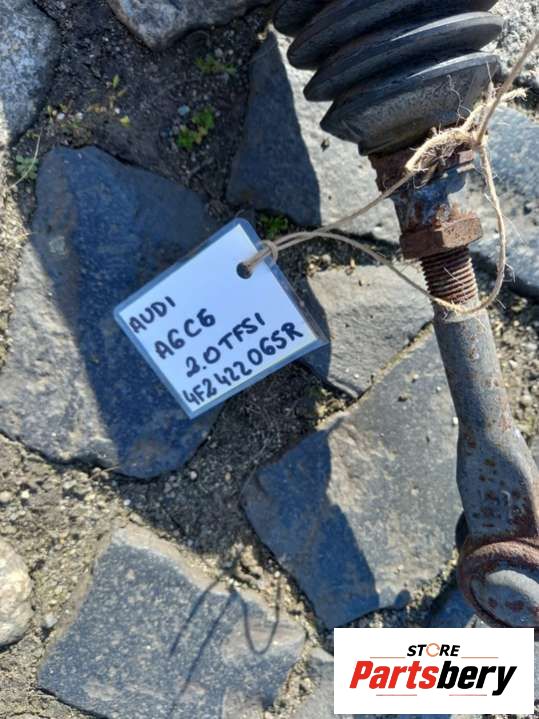 AUDI
A6C6
2.0TFSI
4F2422065R
STORE
Partsbery